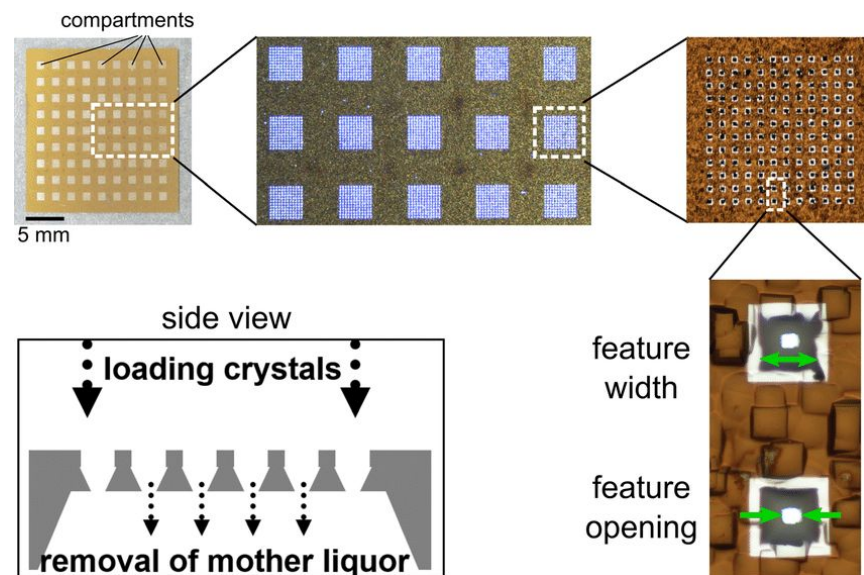 compartments
5 mm
side view
loading crystals
removal of mother liquor
feature
width
feature
opening